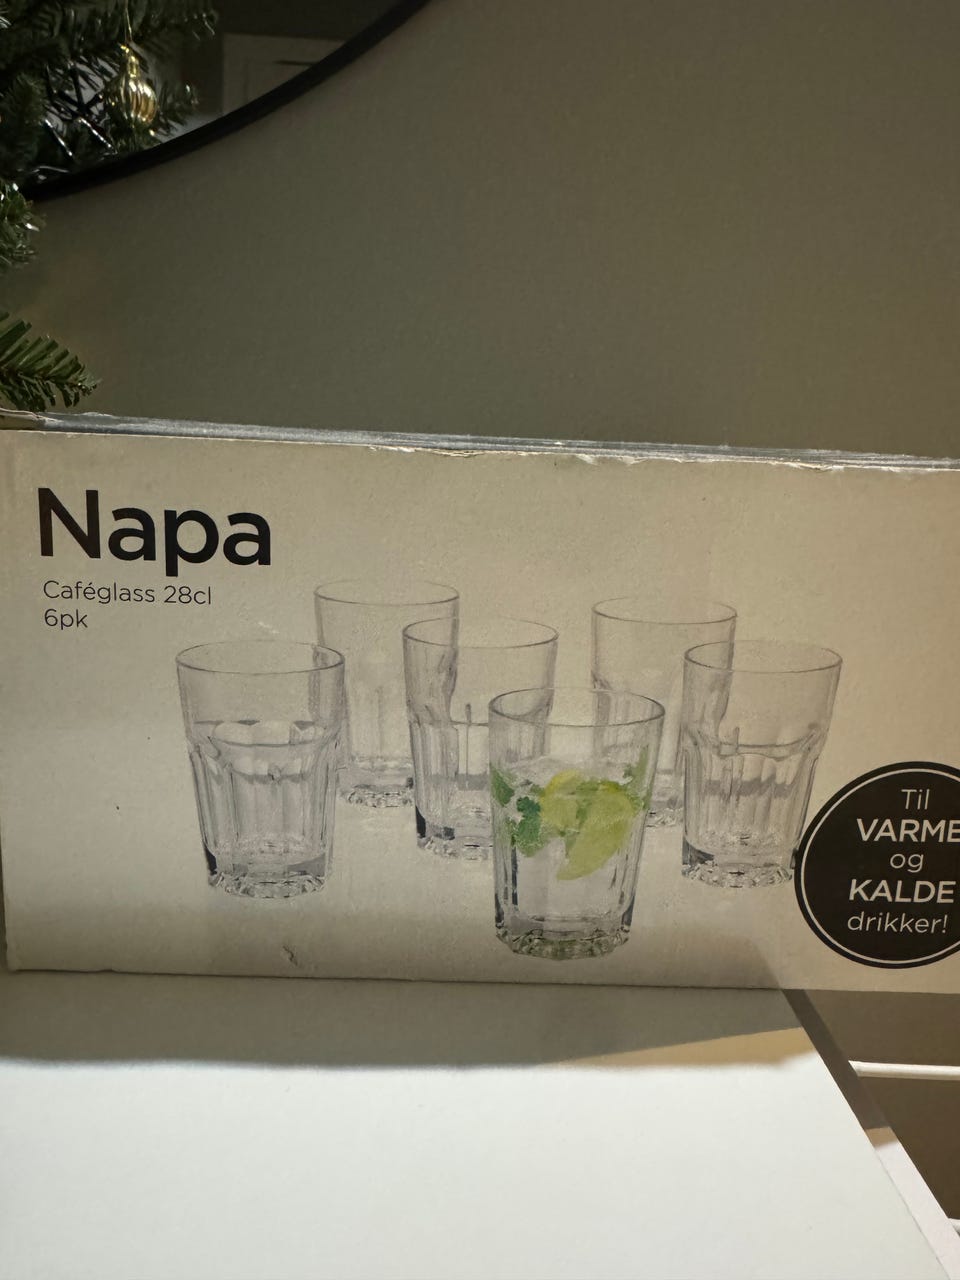 Napa
Caféglass 28cl
6pk
Til
VARME
og
KALDE
drikker!